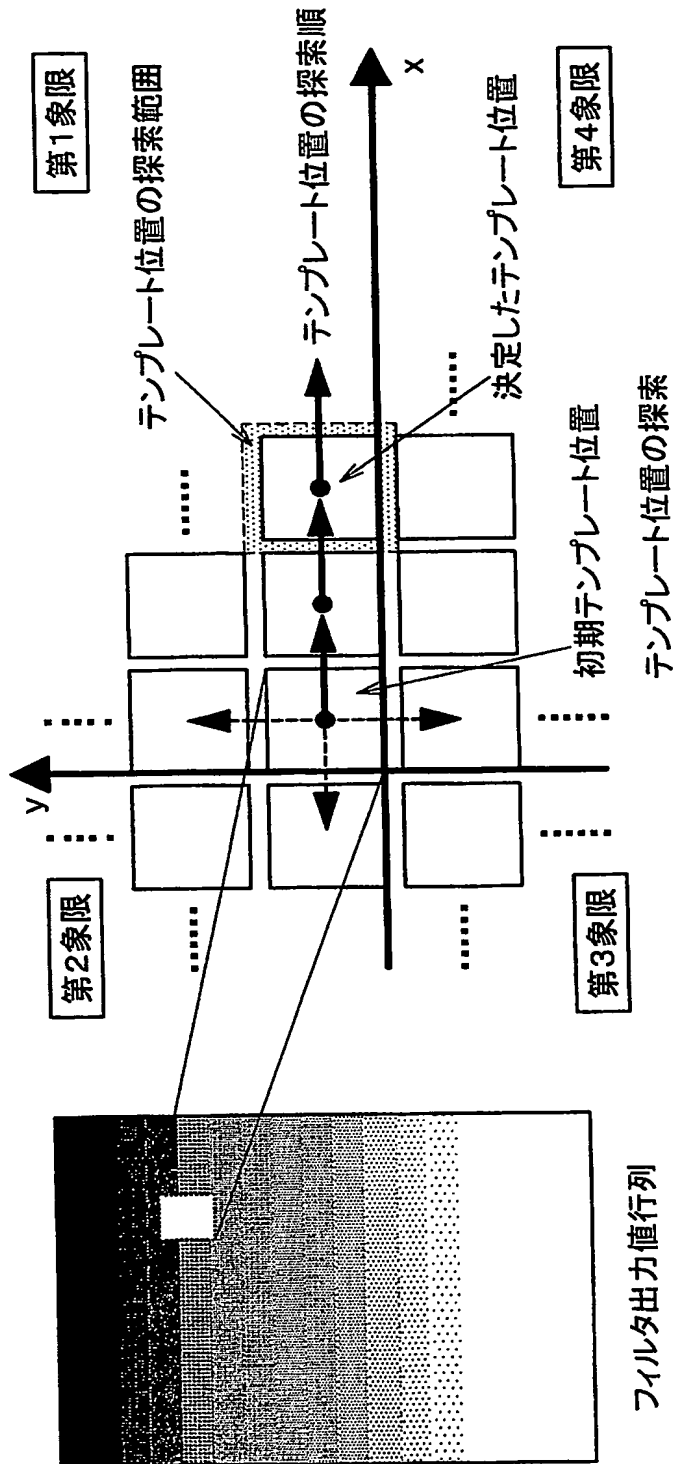 第2象限
第1象限
y
テンプレート位置の探索範囲
テンプレート位置の探索順
x
第3象限
初期テンプレート位置
決定したテンプレート位置
第4象限
フィルタ出力値行列
テンプレート位置の探索